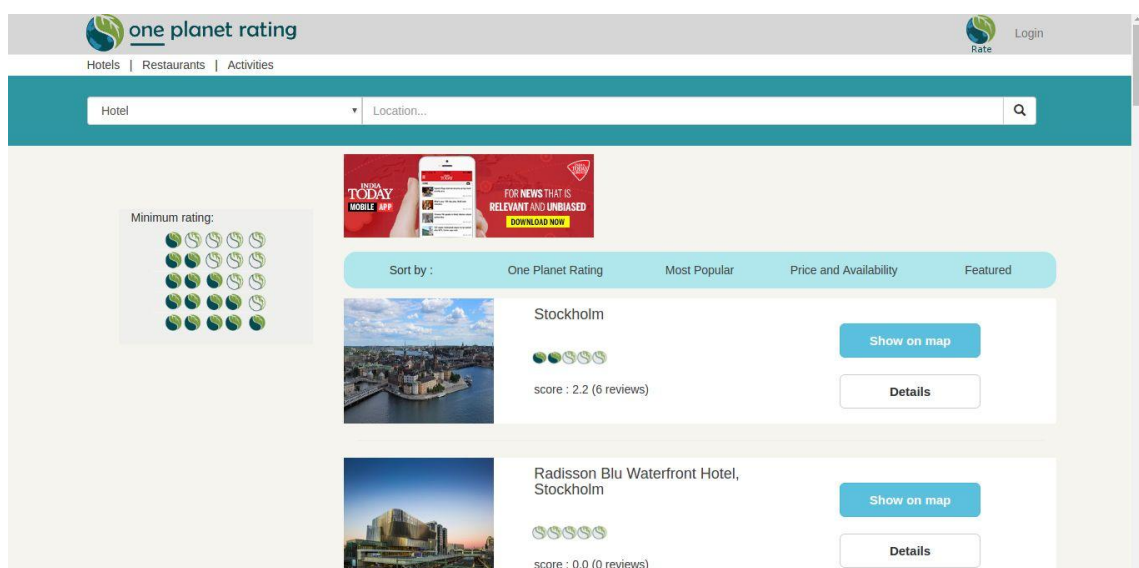 one planet rating
Rate
Login
Hotels | Restaurants | Activities
Hotel
Location...
INDIA
TODAY
MOBILE APP
FOR NEWS THAT IS
RELEVANT AND UNBIASED
DOWNLOAD NOW
Minimum rating:
Sort by :
One Planet Rating
Most Popular
Price and Availability
Featured
Stockholm
score : 2.2 (6 reviews)
Show on map
Details
Radisson Blu Waterfront Hotel,
Stockholm
score : 0.0 (0 reviews)
Show on map
Details